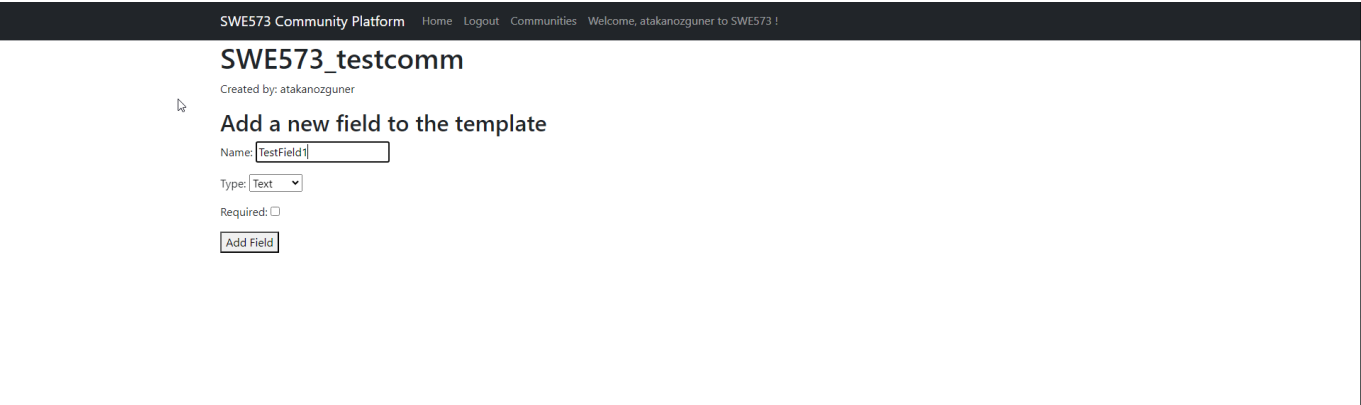 SWE573 Community Platform Home Logout Communities Welcome, atakanozguner to SWE573 !
SWE573_testcomm
Created by: atakanozguner
Add a new field to the template
Name: TestField1
Type: Text
Required:
Add Field